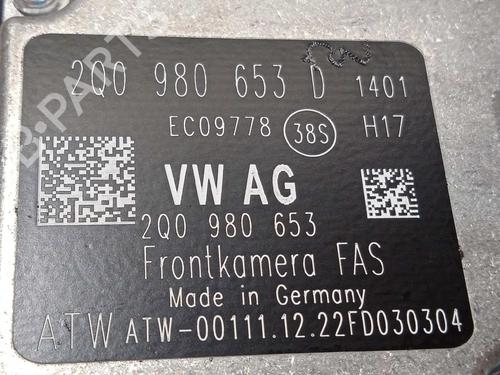 2Q0 980 653 D 1401
EC09778 38S H17
VW AG
2Q0 980 653
Frontkamera FAS
Made in Germany
ATW ATW-00111.12.22FD030304
B-PARTS